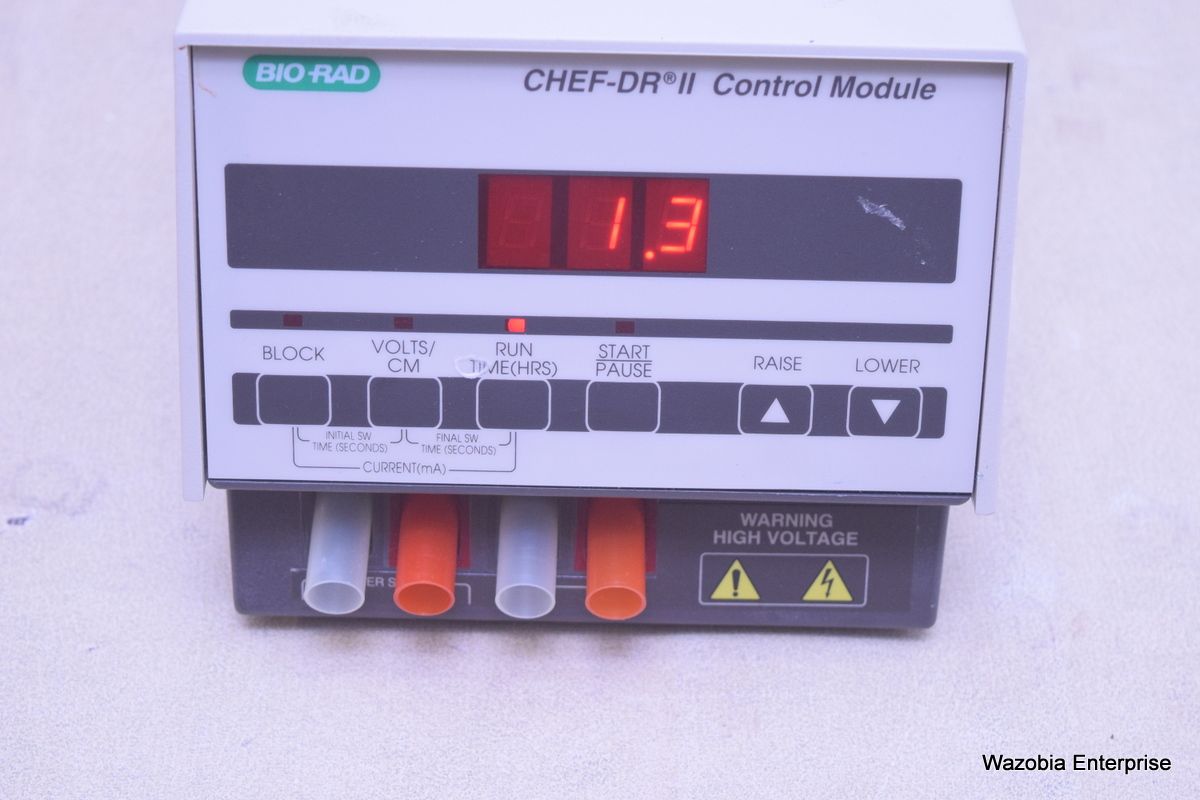 BIO-RAD
CHEF-DR®II Control Module
1.3
BLOCK
VOLTS/
CM
RUN
TIME(HRS)
START
PAUSE
RAISE
LOWER
INITIAL SW
TIME (SECONDS)
FINAL SW
TIME (SECONDS)
CURRENT(mA)
WARNING
HIGH VOLTAGE
Wazobia Enterprise